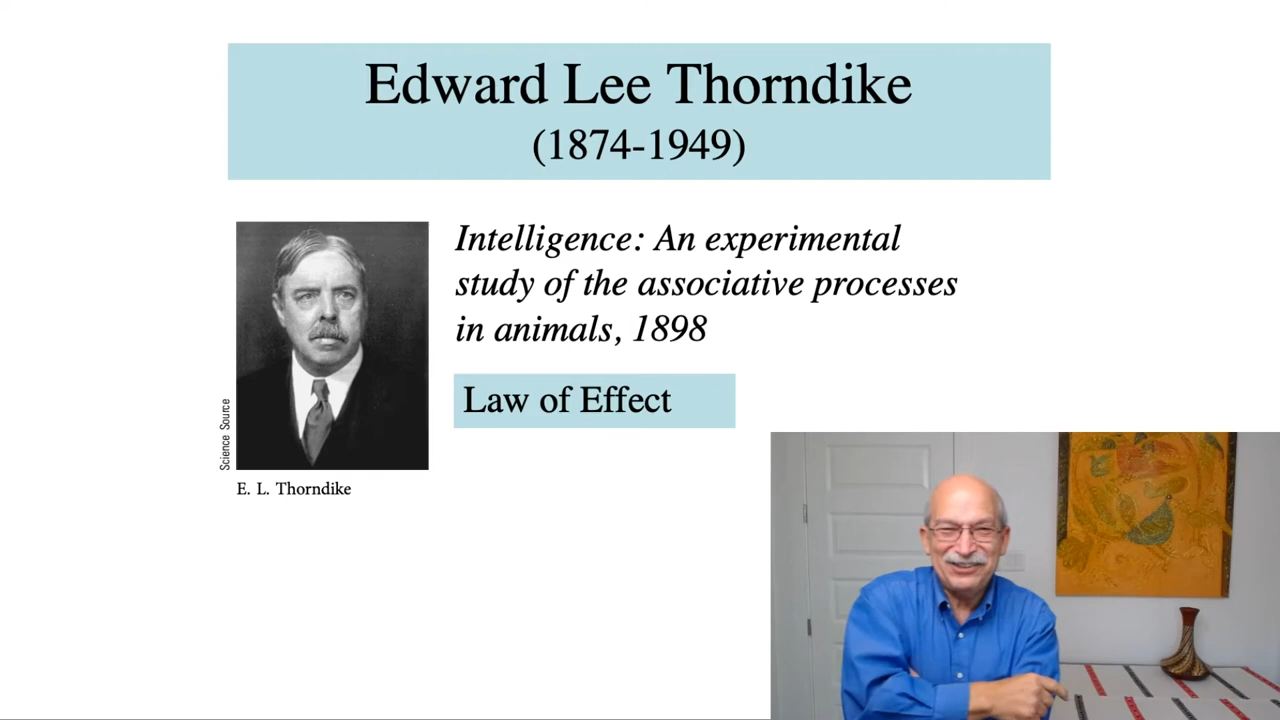 Edward Lee Thorndike
(1874-1949)
Intelligence: An experimental
study of the associative processes
in animals, 1898
Law of Effect
Science Source
E. L. Thorndike